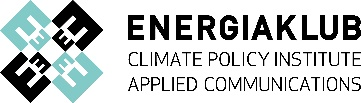 ENERGIAKLUB
CLIMATE POLICY INSTITUTE
APPLIED COMMUNICATIONS